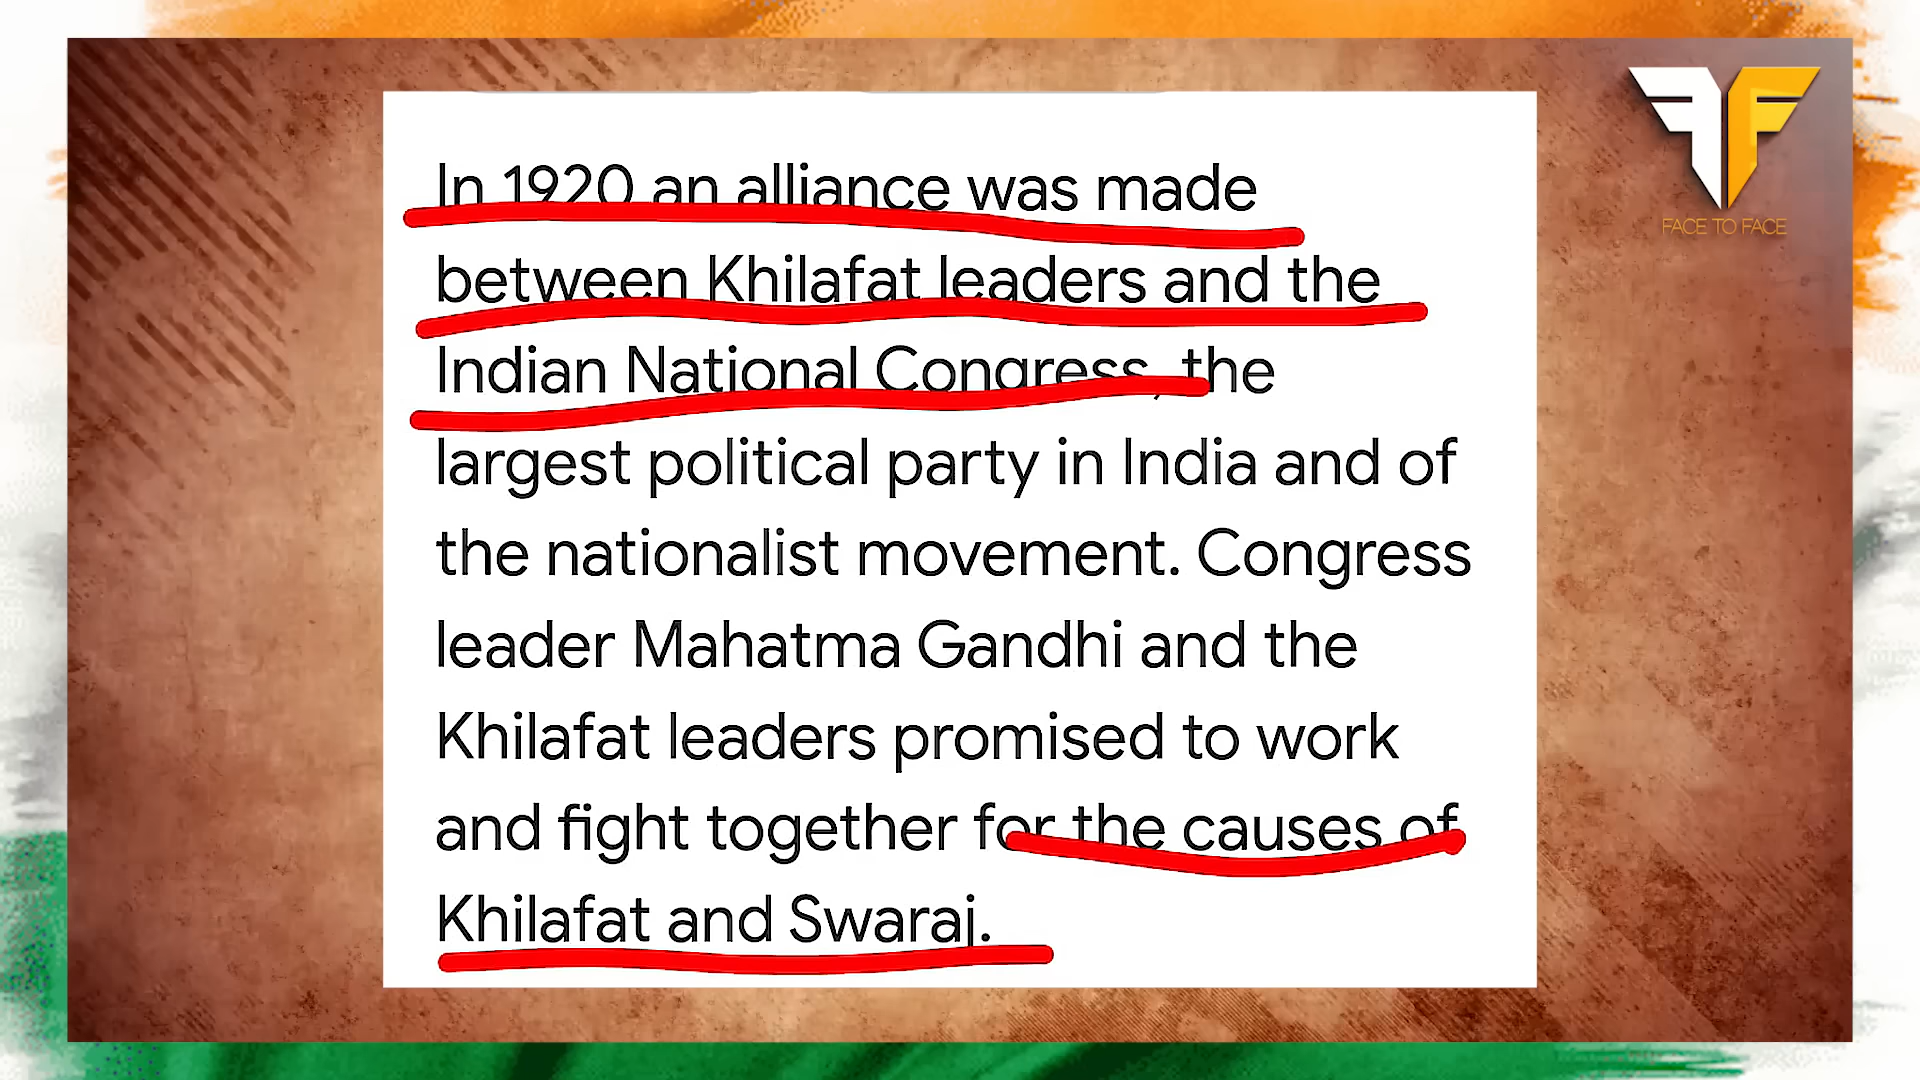 In 1920 an alliance was made
between Khilafat leaders and the
Indian National Congress, the
largest political party in India and of
the nationalist movement. Congress
leader Mahatma Gandhi and the
Khilafat leaders promised to work
and fight together for the causes of
Khilafat and Swaraj.
FF
FACE TO FACE